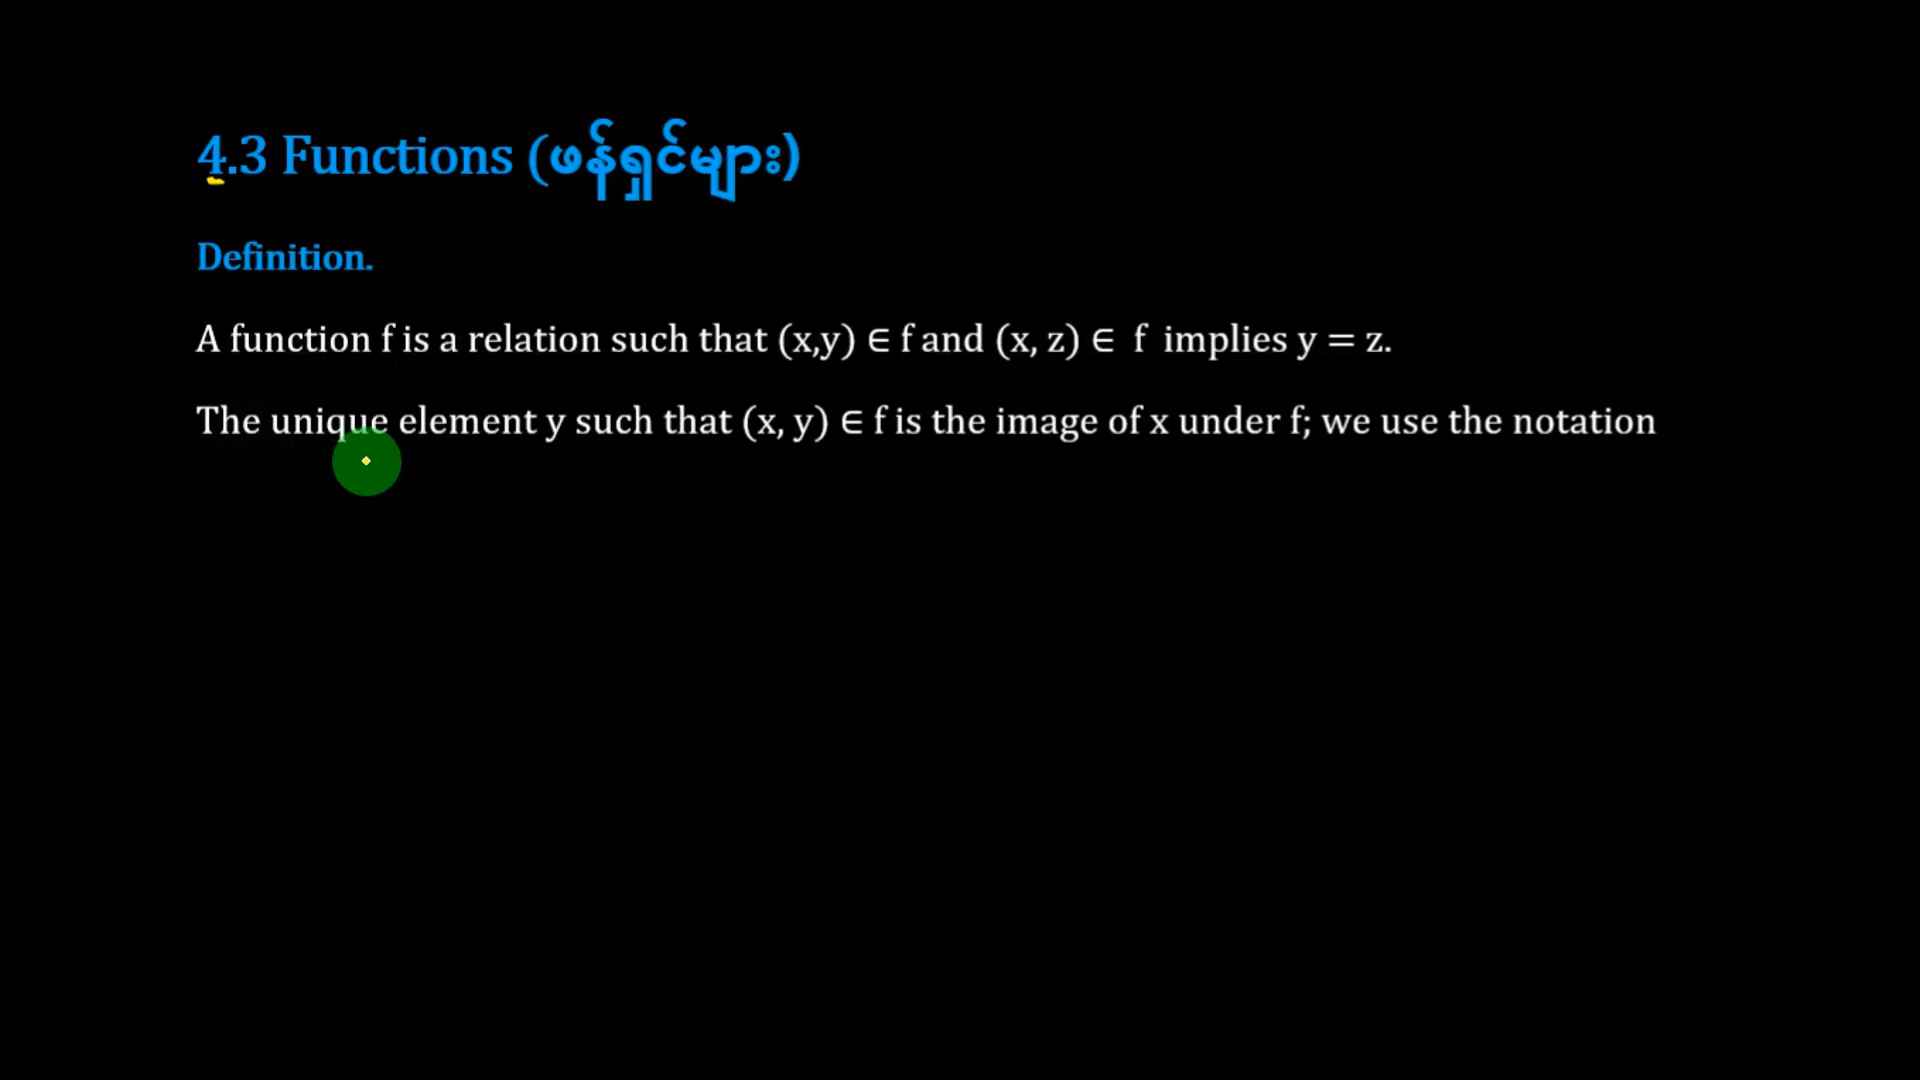 4.3 Functions (ဖန်ရှင်များ)
Definition.
A function f is a relation such that (x,y) ∈ f and (x, z) ∈ f implies y = z.
The unique element y such that (x, y) ∈ f is the image of x under f; we use the notation